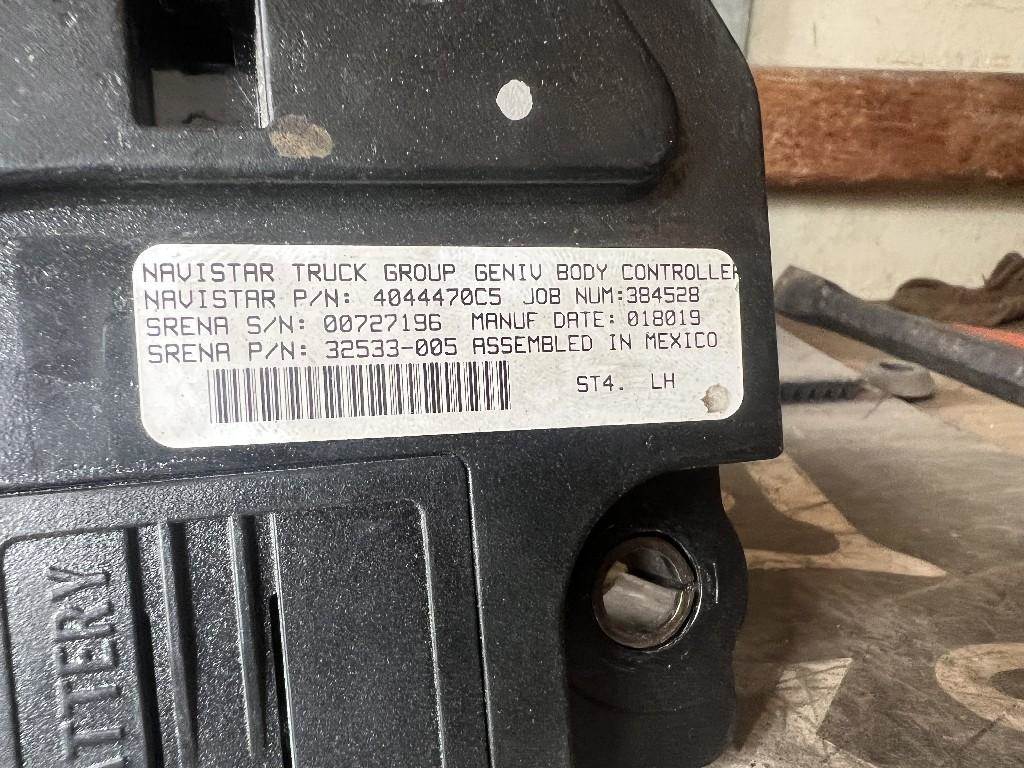 NAVISTAR TRUCK GROUP GENIV BODY CONTROLLER
NAVISTAR P/N: 4044470C5 JOB NUM:384528
SRENA S/N: 00727196 MANUF DATE: 018019
SRENA P/N: 32533-005 ASSEMBLED IN MEXICO
ST4. LH
ATTERY